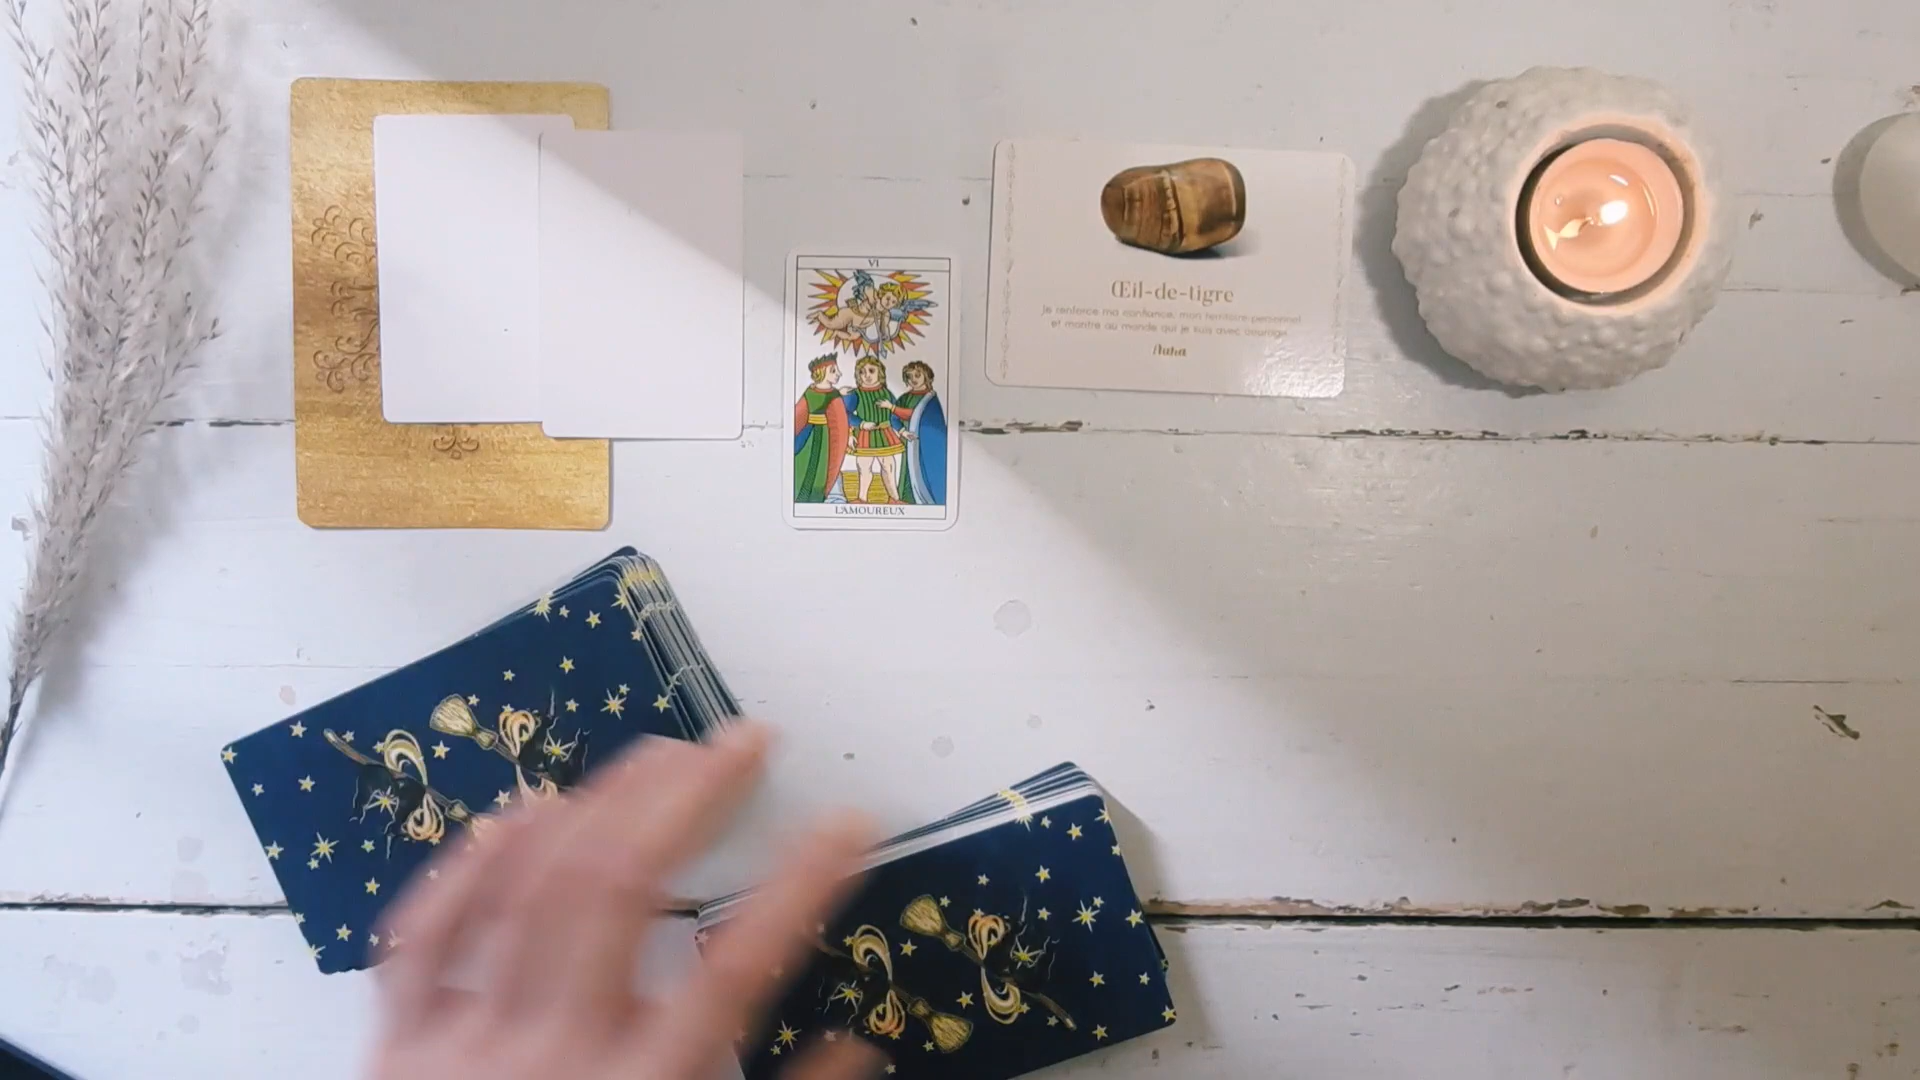 VI
L'AMOUREUX
Œil-de-tigre
Je renforce ma confiance, mon territoire personnel
et montre au monde qui je suis avec courage.